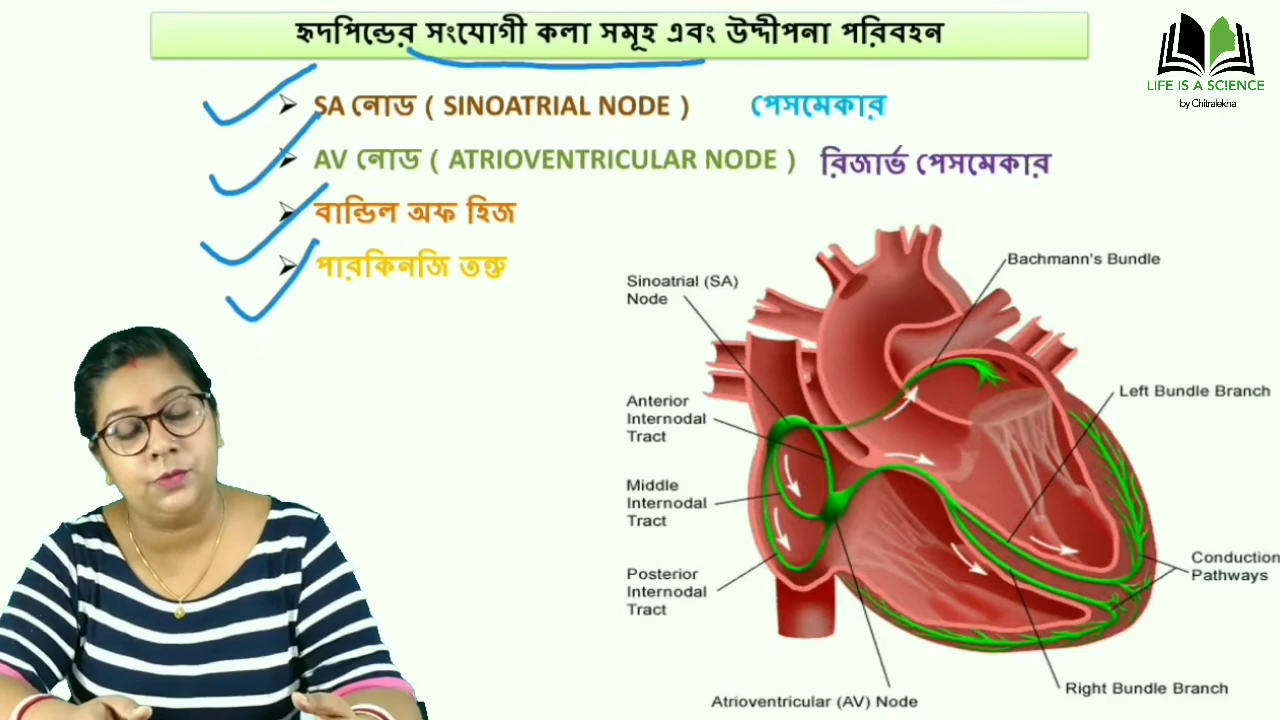 হৃদপিন্ডের সংযোগী কলা সমূহ এবং উদ্দীপনা পরিবহন
LIFE IS A SCIENCE
by Chitralekha
SA নোড ( SINOATRIAL NODE ) পেসমেকার
AV নোড ( ATRIOVENTRICULAR NODE ) রিজার্ভ পেসমেকার
বান্ডিল অফ হিজ
পারকিনজি তন্তু
Bachmann's Bundle
Sinoatrial (SA)
Node
Left Bundle Branch
Anterior
Internodal
Tract
Middle
Internodal
Tract
Conduction
Pathways
Posterior
Internodal
Tract
Right Bundle Branch
Atrioventricular (AV) Node